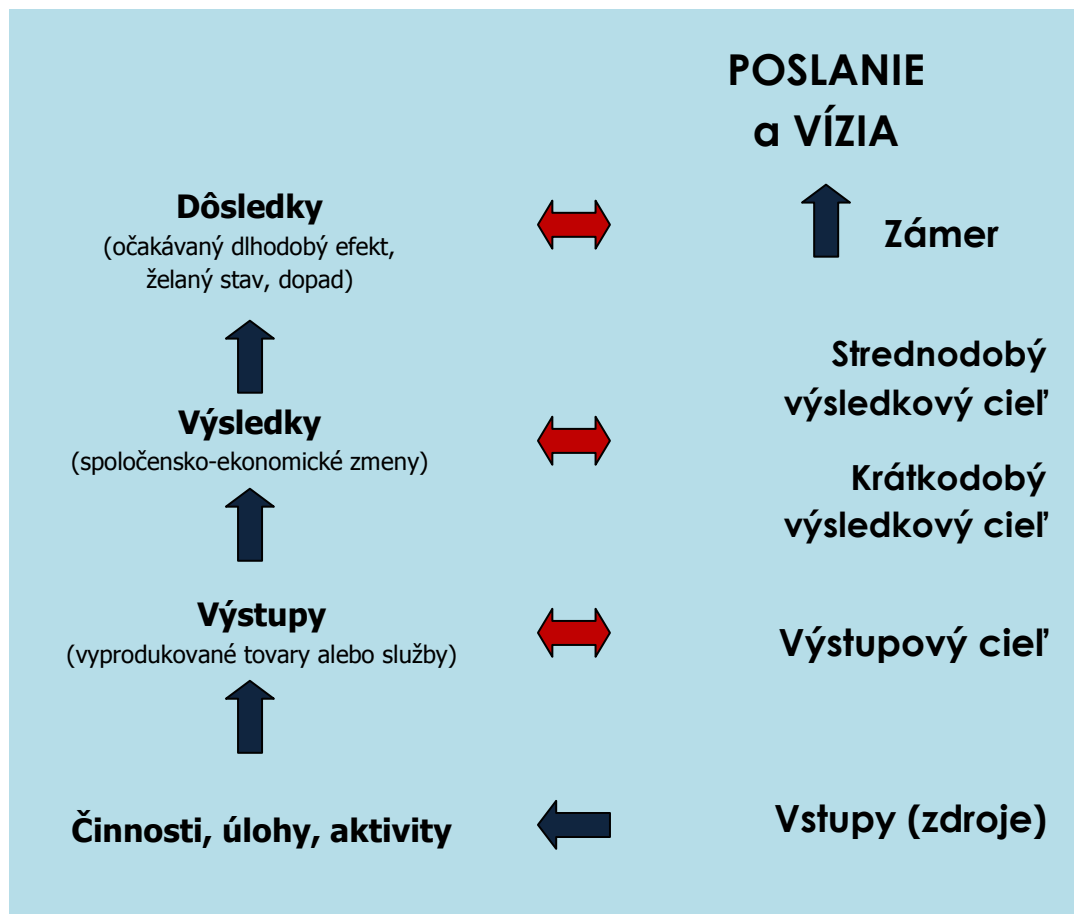 POSLANIE
a VÍZIA
Dôsledky
(očakávaný dlhodobý efekt,
želaný stav, dopad)
Zámer
Strednodobý
výsledkový cieľ
Výsledky
(spoločensko-ekonomické zmeny)
Krátkodobý
výsledkový cieľ
Výstupy
(vyprodukované tovary alebo služby)
Výstupový cieľ
Činnosti, úlohy, aktivity
Vstupy (zdroje)